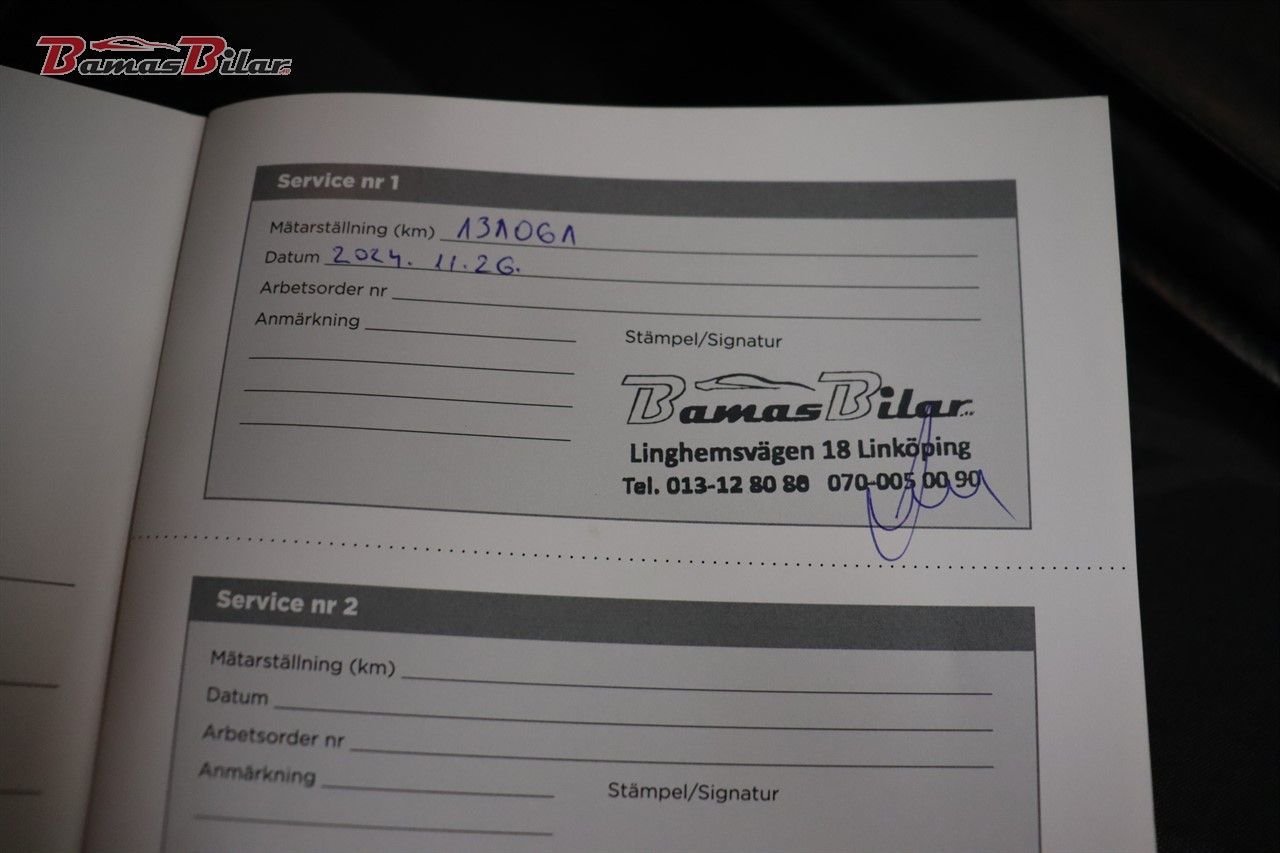 BamasBilar AB
Service nr 1
Mätarställning (km) 131061
Datum 2024. 11.26.
Arbetsorder nr
Anmärkning
Stämpel/Signatur
BamasBilar
Linghemsvägen 18 Linköping
Tel. 013-12 80 86 070-005 00 90
Service nr 2
Mätarställning (km)
Datum
Arbetsorder nr
Anmärkning
Stämpel/Signatur